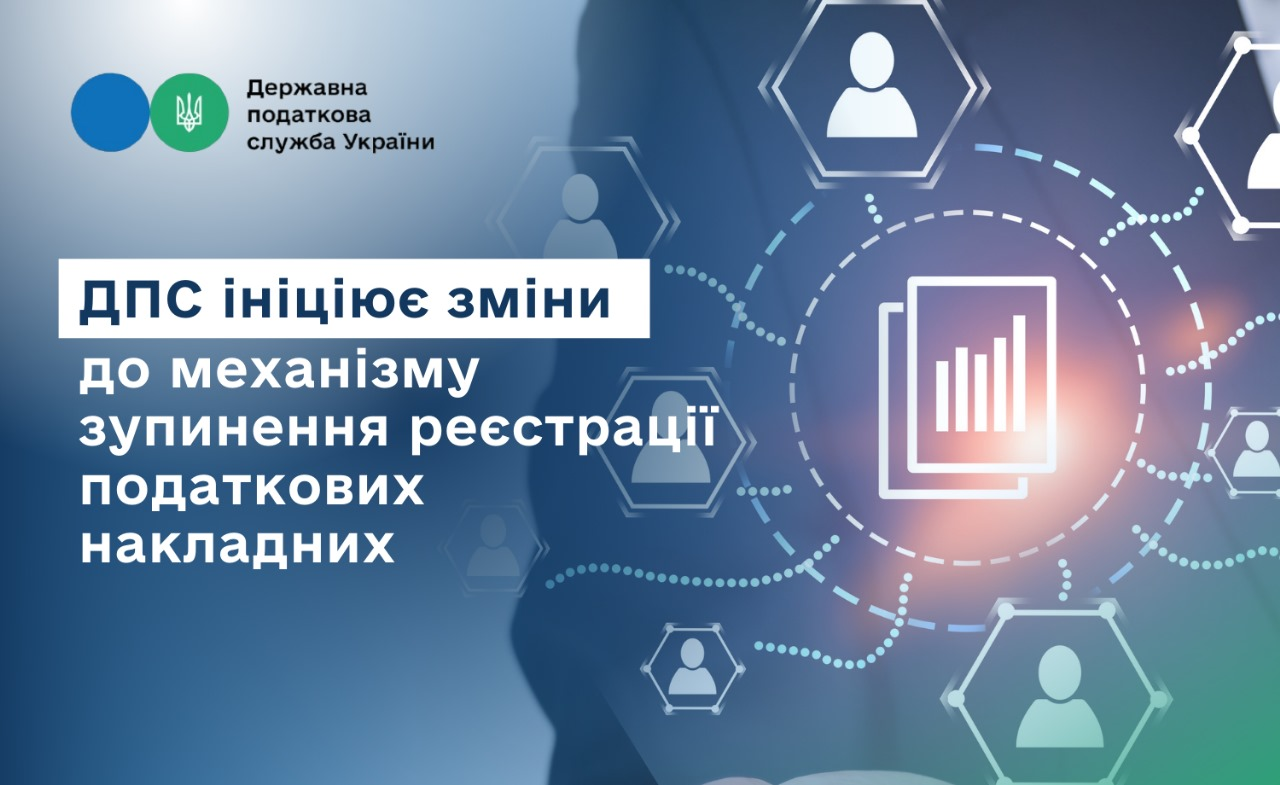 Державна
податкова
служба України
ДПС ініціює зміни
до механізму
зупинення реєстрації
податкових
накладних